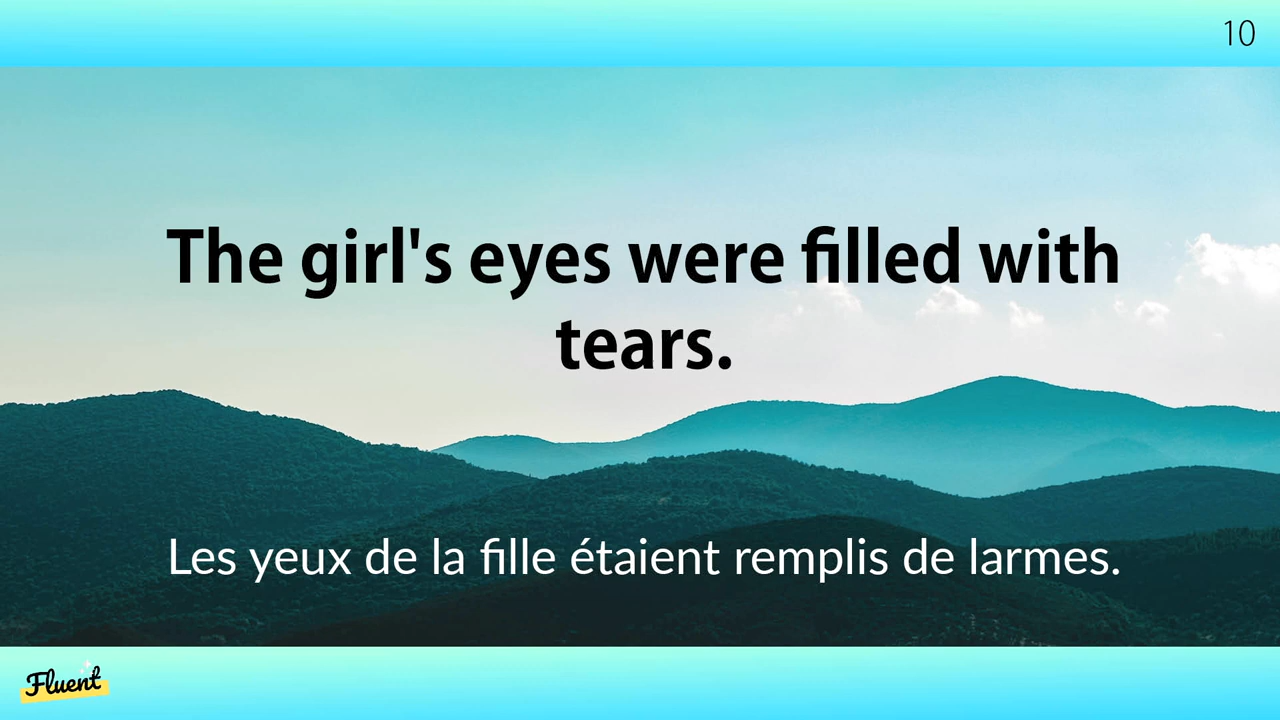 10
The girl's eyes were filled with
tears.
Les yeux de la fille étaient remplis de larmes.
Fluent